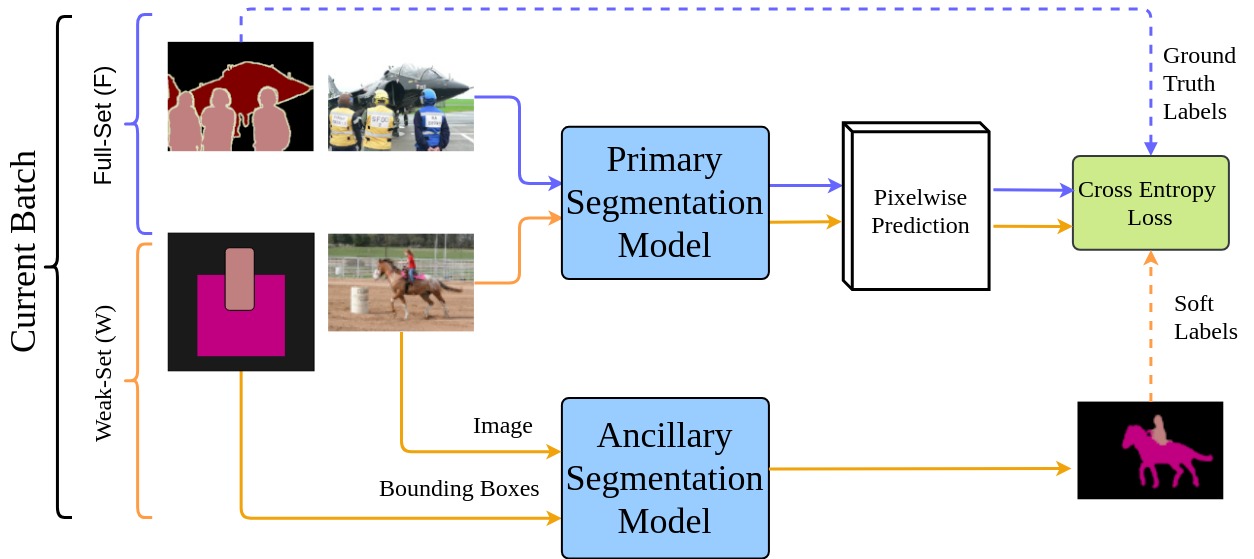 Current Batch
Full-Set (F)
Weak-Set (W)
Primary
Segmentation
Model
Pixelwise
Prediction
Ground
Truth
Labels
Cross Entropy
Loss
Soft
Labels
Image
Bounding Boxes
Ancillary
Segmentation
Model